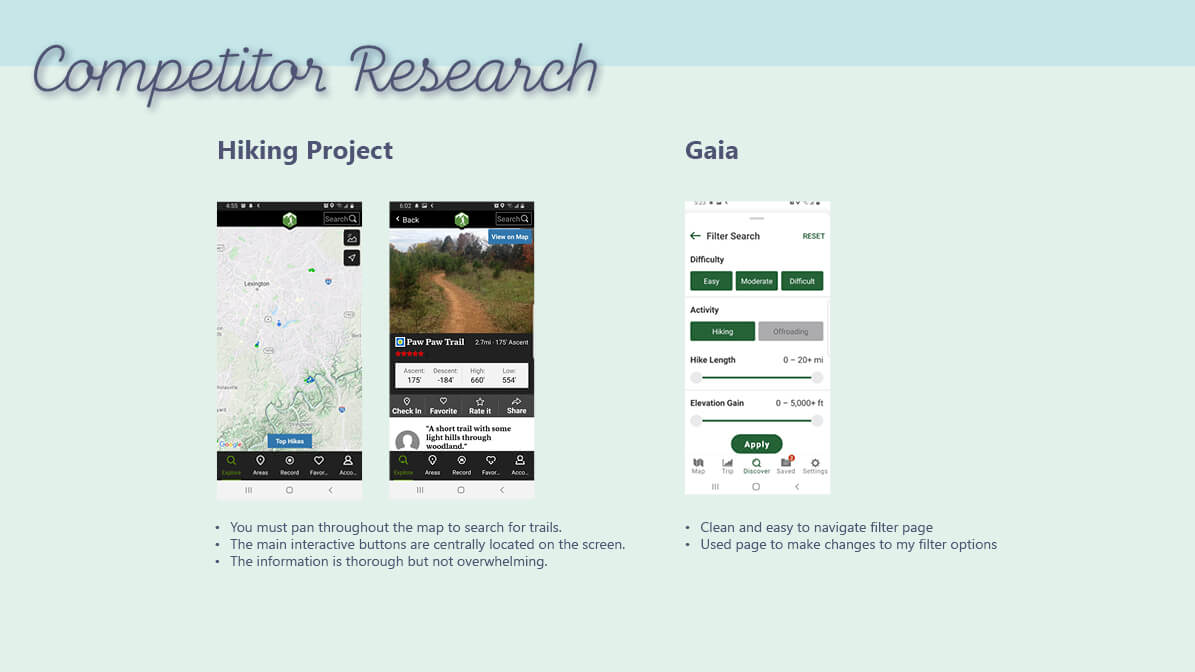 Competitor Research
Hiking Project
Gaia
4:55
Search
Lexington
Google
Top Hikes
Explore Areas Record Favor... Acco...
6:02
Back
Search
View on Map
Paw Paw Trail 2.7mi · 175' Ascent
Ascent: Descent: High: Low:
175' -184' 660' 554'
Check In Favorite Rate it Share
"A short trail with some
light hills through
woodland."
Explore Areas Record Favor... Acco...
5:23
Filter Search RESET
Difficulty
Easy Moderate Difficult
Activity
Hiking Offroading
Hike Length 0 – 20+ mi
Elevation Gain 0 – 5,000+ ft
Apply
Map Trip Discover Saved Settings
• You must pan throughout the map to search for trails.
• The main interactive buttons are centrally located on the screen.
• The information is thorough but not overwhelming.
• Clean and easy to navigate filter page
• Used page to make changes to my filter options